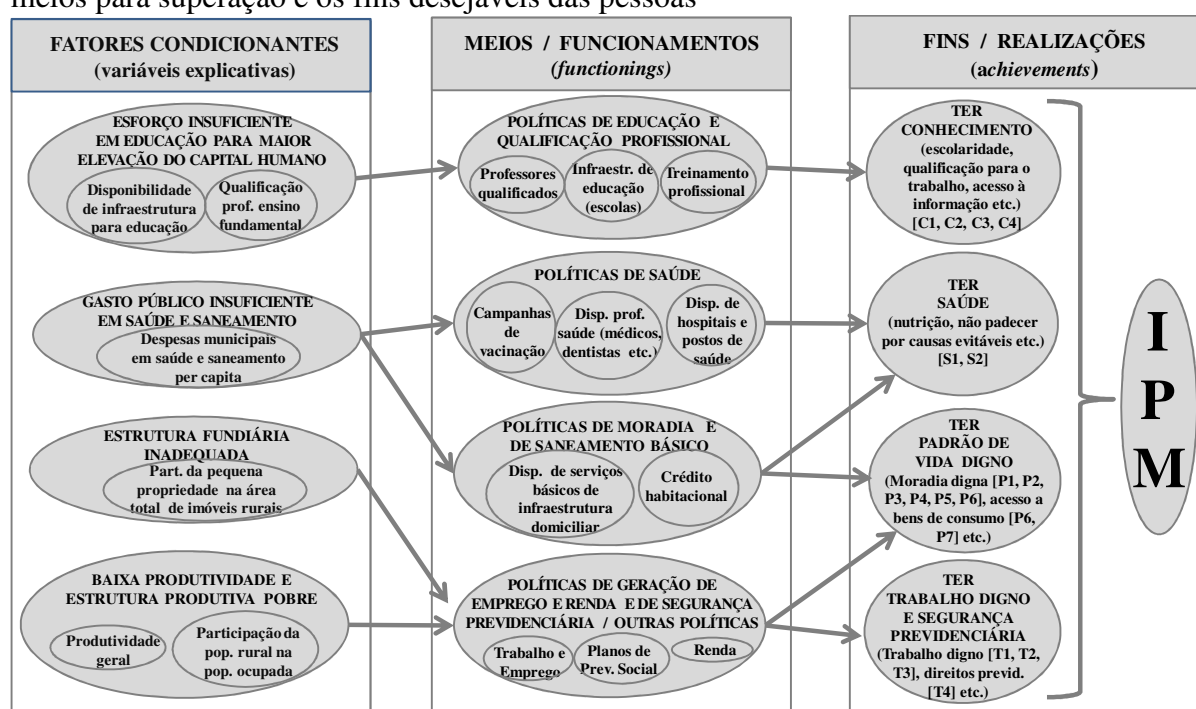 meios para superação e os fins desejáveis das pessoas
FATORES CONDICIONANTES
(variáveis explicativas)
ESFORÇO INSUFICIENTE
EM EDUCAÇÃO PARA MAIOR
ELEVAÇÃO DO CAPITAL HUMANO
Disponibilidade
de infraestrutura
para educação
Qualificação
prof. ensino
fundamental
GASTO PÚBLICO INSUFICIENTE
EM SAÚDE E SANEAMENTO
Despesas municipais
em saúde e saneamento
per capita
ESTRUTURA FUNDIÁRIA
INADEQUADA
Part. da pequena
propriedade na área
total de imóveis rurais
BAIXA PRODUTIVIDADE E
ESTRUTURA PRODUTIVA POBRE
Produtividade
geral
Participação da
pop. rural na
pop. ocupada
MEIOS / FUNCIONAMENTOS
(functionings)
POLÍTICAS DE EDUCAÇÃO E
QUALIFICAÇÃO PROFISSIONAL
Professores
qualificados
Infraestr. de
educação
(escolas)
Treinamento
profissional
POLÍTICAS DE SAÚDE
Campanhas
de
vacinação
Disp. prof.
saúde (médicos,
dentistas etc.)
Disp. de
hospitais e
postos de
saúde
POLÍTICAS DE MORADIA E
DE SANEAMENTO BÁSICO
Disp. de serviços
básicos de
infraestrutura
domiciliar
Crédito
habitacional
POLÍTICAS DE GERAÇÃO DE
EMPREGO E RENDA E DE SEGURANÇA
PREVIDENCIÁRIA / OUTRAS POLÍTICAS
Trabalho e
Emprego
Planos de
Prev. Social
Renda
FINS / REALIZAÇÕES
(achievements)
TER
CONHECIMENTO
(escolaridade,
qualificação para o
trabalho, acesso à
informação etc.)
[C1, C2, C3, C4]
TER
SAÚDE
(nutrição, não padecer
por causas evitáveis etc.)
[S1, S2]
TER
PADRÃO DE
VIDA DIGNO
(Moradia digna [P1, P2,
P3, P4, P5, P6], acesso a
bens de consumo [P6,
P7] etc.)
TER
TRABALHO DIGNO
E SEGURANÇA
PREVIDENCIÁRIA
(Trabalho digno [T1, T2,
T3], direitos previd.
[T4] etc.)
I
P
M